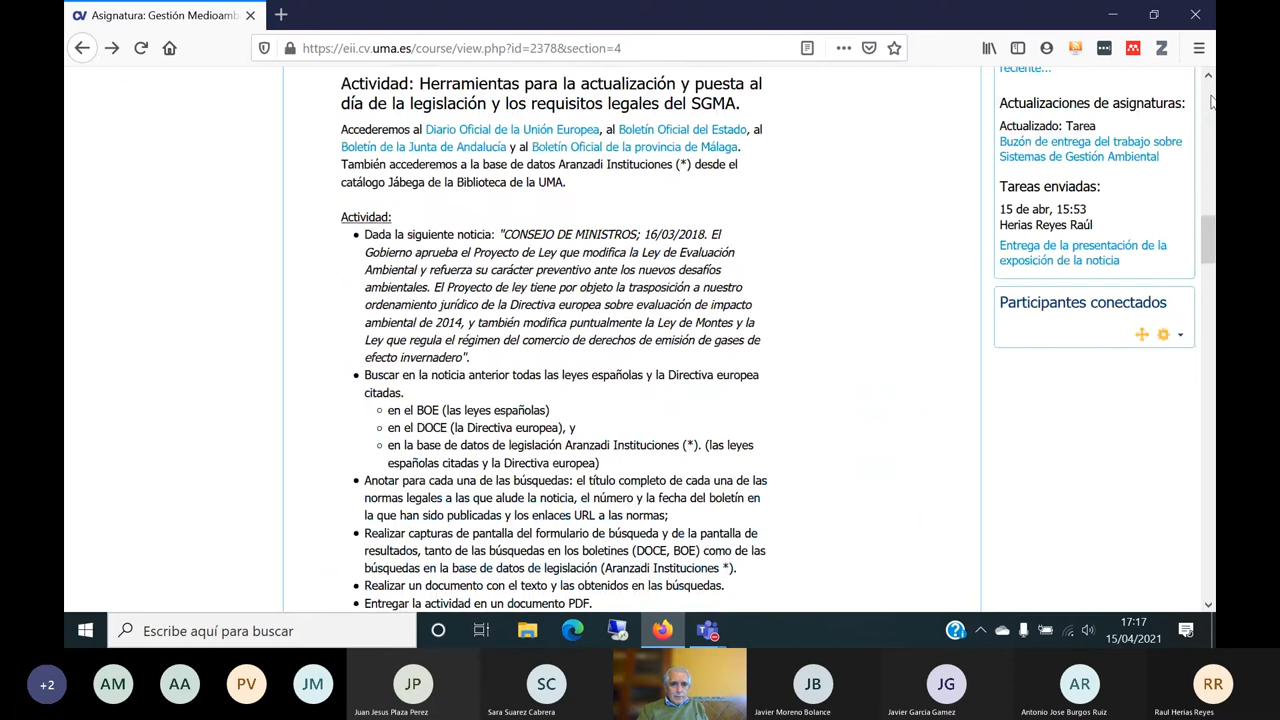 Asignatura: Gestión Medioamb
https://eii.cv.uma.es/course/view.php?id=2378&section=4
Actividad: Herramientas para la actualización y puesta al
día de la legislación y los requisitos legales del SGMA.
Accederemos al Diario Oficial de la Unión Europea, al Boletín Oficial del Estado, al
Boletín de la Junta de Andalucía y al Boletín Oficial de la provincia de Málaga.
También accederemos a la base de datos Aranzadi Instituciones (*) desde el
catálogo Jábega de la Biblioteca de la UMA.
Actividad:
Dada la siguiente noticia: "CONSEJO DE MINISTROS; 16/03/2018. El
Gobierno aprueba el Proyecto de Ley que modifica la Ley de Evaluación
Ambiental y refuerza su carácter preventivo ante los nuevos desafíos
ambientales. El Proyecto de ley tiene por objeto la trasposición a nuestro
ordenamiento jurídico de la Directiva europea sobre evaluación de impacto
ambiental de 2014, y también modifica puntualmente la Ley de Montes y la
Ley que regula el régimen del comercio de derechos de emisión de gases de
efecto invernadero".
Buscar en la noticia anterior todas las leyes españolas y la Directiva europea
citadas.
en el BOE (las leyes españolas)
en el DOCE (la Directiva europea), y
en la base de datos de legislación Aranzadi Instituciones (*). (las leyes
españolas citadas y la Directiva europea)
Anotar para cada una de las búsquedas: el título completo de cada una de las
normas legales a las que alude la noticia, el número y la fecha del boletín en
la que han sido publicadas y los enlaces URL a las normas;
Realizar capturas de pantalla del formulario de búsqueda y de la pantalla de
resultados, tanto de las búsquedas en los boletines (DOCE, BOE) como de las
búsquedas en la base de datos de legislación (Aranzadi Instituciones *).
Realizar un documento con el texto y las obtenidos en las búsquedas.
Entregar la actividad en un documento PDF.
reciente...
Actualizaciones de asignaturas:
Actualizado: Tarea
Buzón de entrega del trabajo sobre
Sistemas de Gestión Ambiental
Tareas enviadas:
15 de abr, 15:53
Herias Reyes Raúl
Entrega de la presentación de la
exposición de la noticia
Participantes conectados
Escribe aquí para buscar
17:17
15/04/2021
+2
AM
AA
PV
JM
JP
Juan Jesus Plaza Perez
SC
Sara Suarez Cabrera
JB
Javier Moreno Bolance
JG
Javier Garcia Gamez
AR
Antonio Jose Burgos Ruiz
RR
Raul Herias Reyes